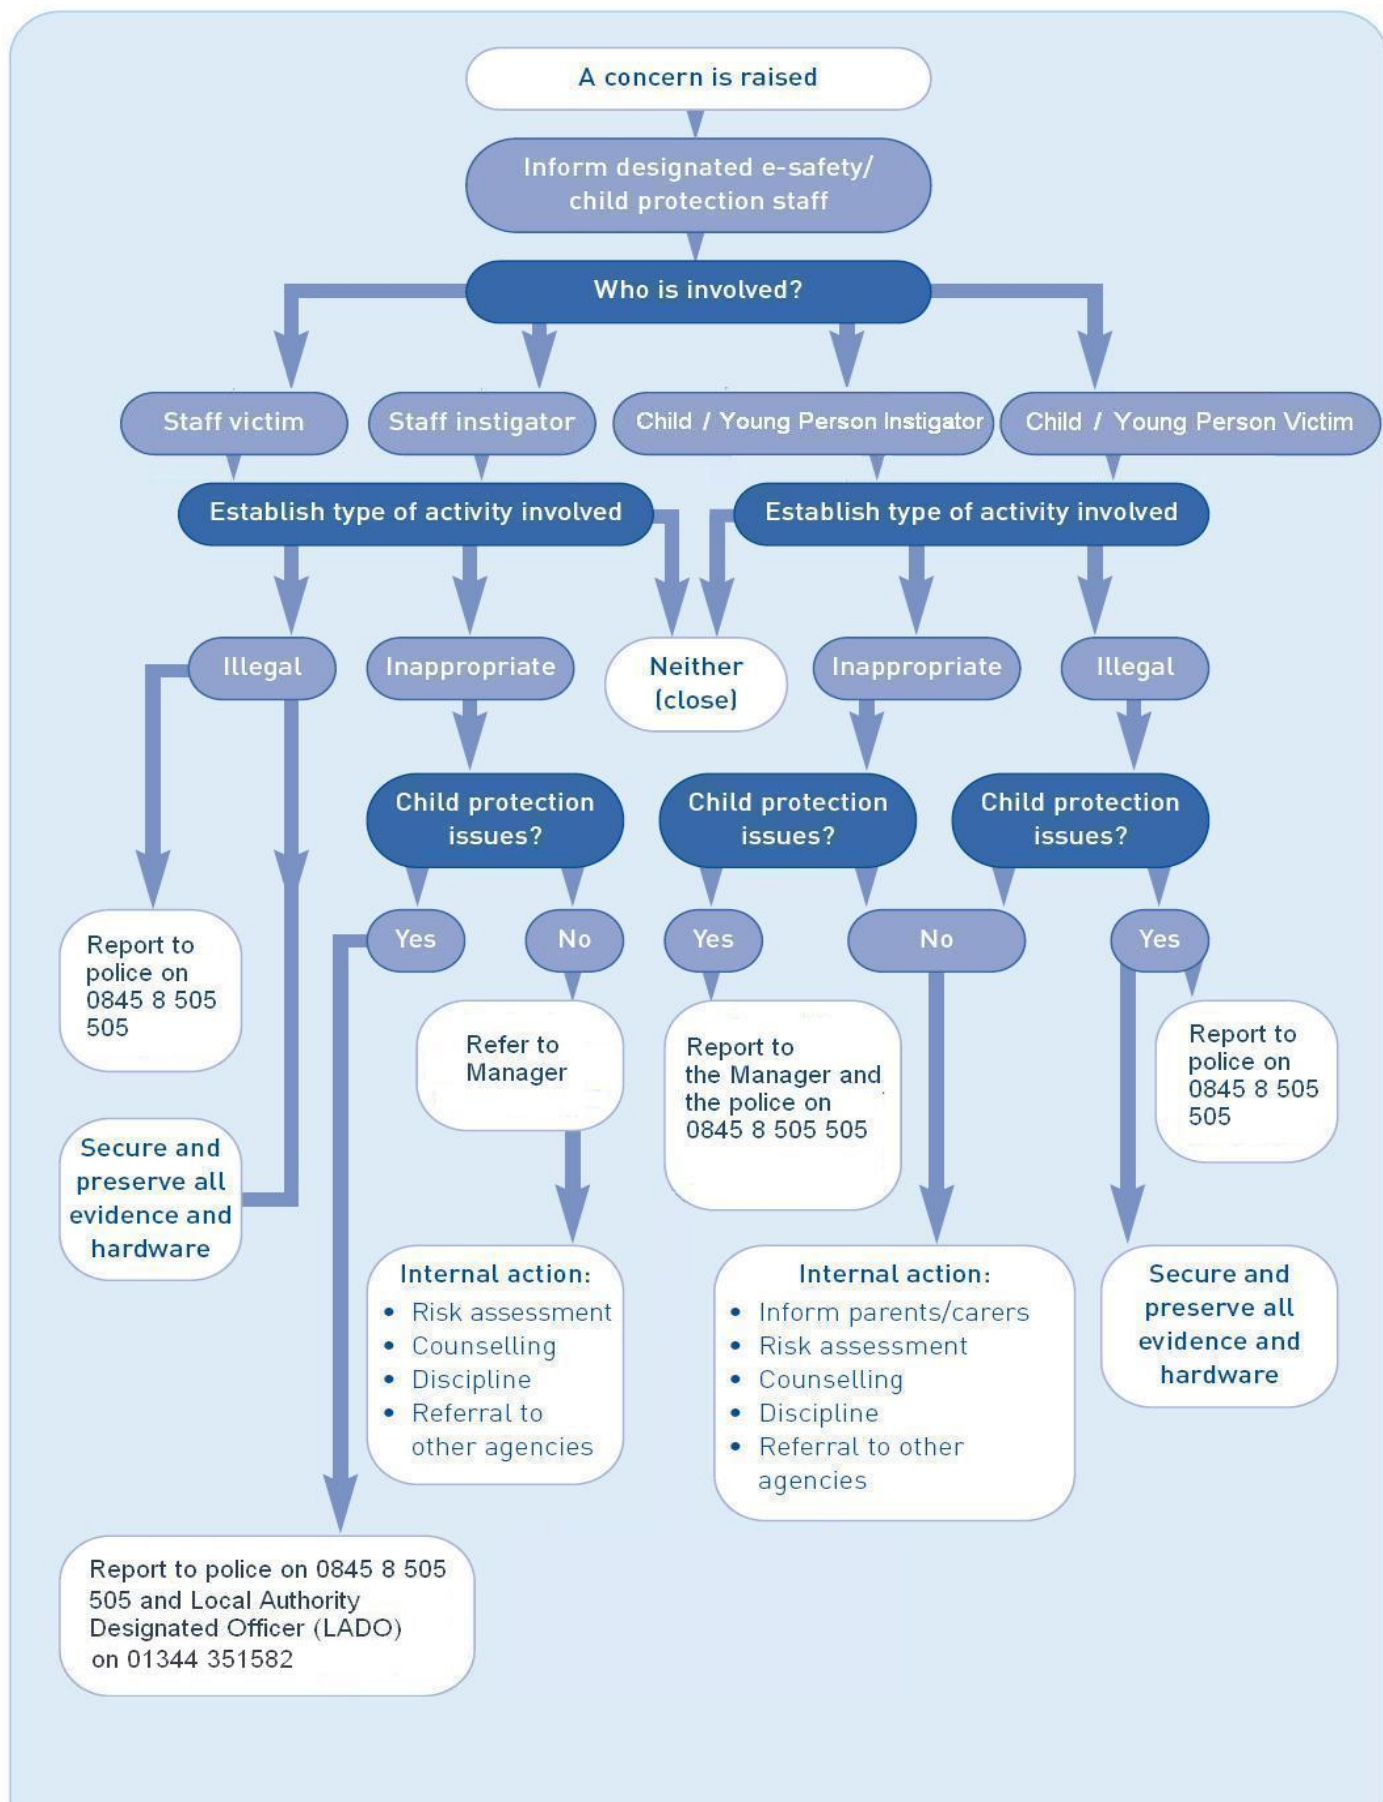 A concern is raised
Inform designated e-safety/
child protection staff
Who is involved?
Staff victim
Staff instigator
Child / Young Person Instigator
Child / Young Person Victim
Establish type of activity involved
Establish type of activity involved
Illegal
Inappropriate
Neither
(close)
Inappropriate
Illegal
Child protection
issues?
Child protection
issues?
Child protection
issues?
Yes
No
Yes
No
Yes
Report to
police on
0845 8 505
505
Refer to
Manager
Report to
the Manager and
the police on
0845 8 505 505
Report to
police on
0845 8 505
505
Secure and
preserve all
evidence and
hardware
Internal action:
• Risk assessment
• Counselling
• Discipline
• Referral to
other agencies
Internal action:
• Inform parents/carers
• Risk assessment
• Counselling
• Discipline
• Referral to other
agencies
Secure and
preserve all
evidence and
hardware
Report to police on 0845 8 505
505 and Local Authority
Designated Officer (LADO)
on 01344 351582